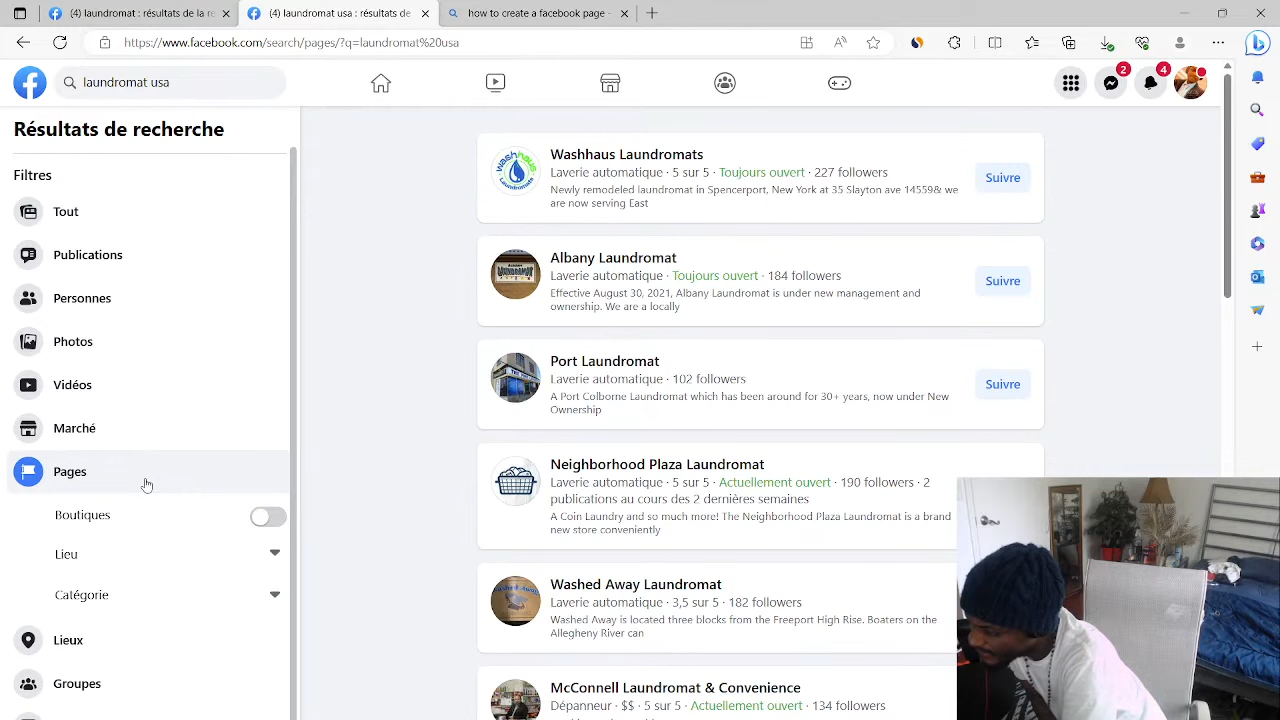 (4) laundromat : résultats de la re
(4) laundromat usa : résultats de
how to create a facebook page -
https://www.facebook.com/search/pages/?q=laundromat%20usa
laundromat usa
2
4
Résultats de recherche
Filtres
Tout
Publications
Personnes
Photos
Vidéos
Marché
Pages
Boutiques
Lieu
Catégorie
Lieux
Groupes
Washhaus Laundromats
Laverie automatique · 5 sur 5 · Toujours ouvert · 227 followers
Newly remodeled laundromat in Spencerport, New York at 35 Slayton ave 14559& we
are now serving East
Suivre
Albany Laundromat
Laverie automatique · Toujours ouvert · 184 followers
Effective August 30, 2021, Albany Laundromat is under new management and
ownership. We are a locally
Suivre
Port Laundromat
Laverie automatique · 102 followers
A Port Colborne Laundromat which has been around for 30+ years, now under New
Ownership
Suivre
Neighborhood Plaza Laundromat
Laverie automatique · 5 sur 5 · Actuellement ouvert · 190 followers · 2
publications au cours des 2 dernières semaines
A Coin Laundry and so much more! The Neighborhood Plaza Laundromat is a brand
new store conveniently
Washed Away Laundromat
Laverie automatique · 3,5 sur 5 · 182 followers
Washed Away is located three blocks from the Freeport High Rise. Boaters on the
Allegheny River can
McConnell Laundromat & Convenience
Dépanneur · $$ · 5 sur 5 · Actuellement ouvert · 134 followers